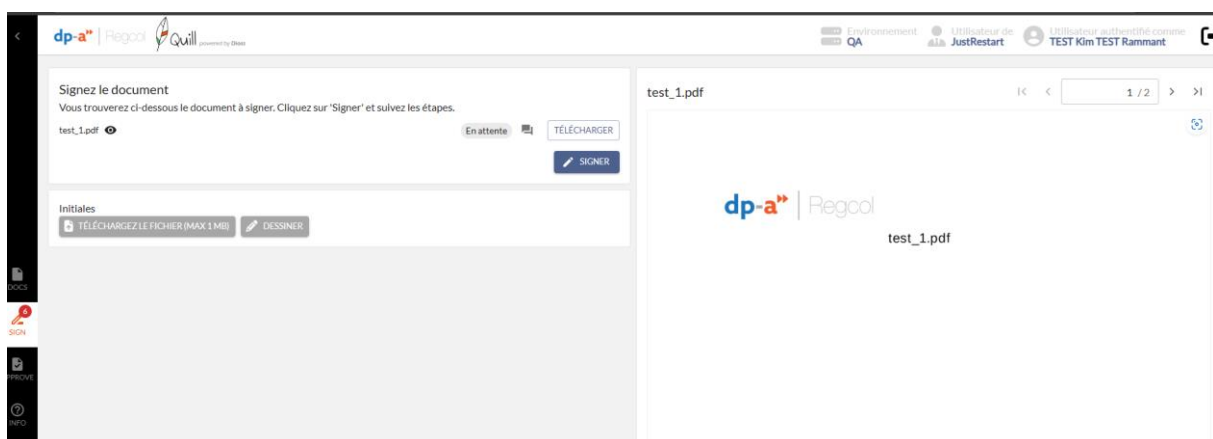 dp-a | Regcol Quill powered by Dioss
Environnement
QA
Utilisateur de
JustRestart
Utilisateur authentifié comme
TEST Kim TEST Rammant
Signez le document
Vous trouverez ci-dessous le document à signer. Cliquez sur 'Signer' et suivez les étapes.
test_1.pdf
En attente
TÉLÉCHARGER
SIGNER
Initiales
TÉLÉCHARGEZ LE FICHIER (MAX 1 MB)
DESSINER
DOCS
6
SIGN
PPROVE
INFO
test_1.pdf
1 / 2
dp-a | Regcol
test_1.pdf